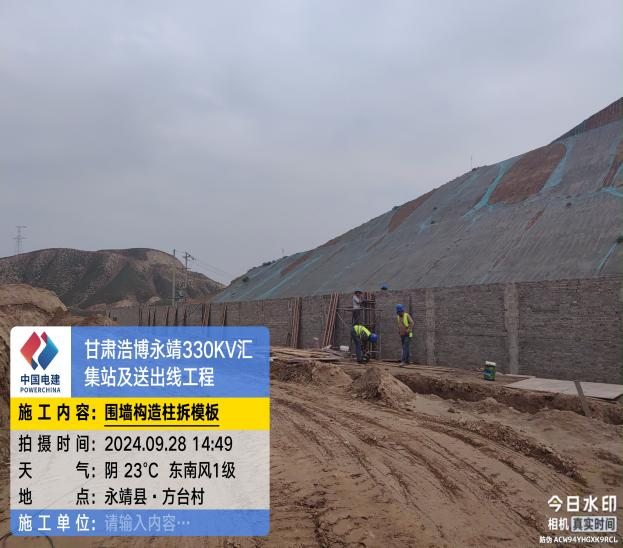 中国电建
POWERCHINA
甘肃浩博永靖330KV汇
集站及送出线工程
施工内容：围墙构造柱拆模板
拍摄时间：2024.09.28 14:49
天气：阴 23℃ 东南风1级
地点：永靖县·方台村
施工单位：请输入内容…
今日水印
相机 真实时间
防伪 ACW94YHGXK9RCL